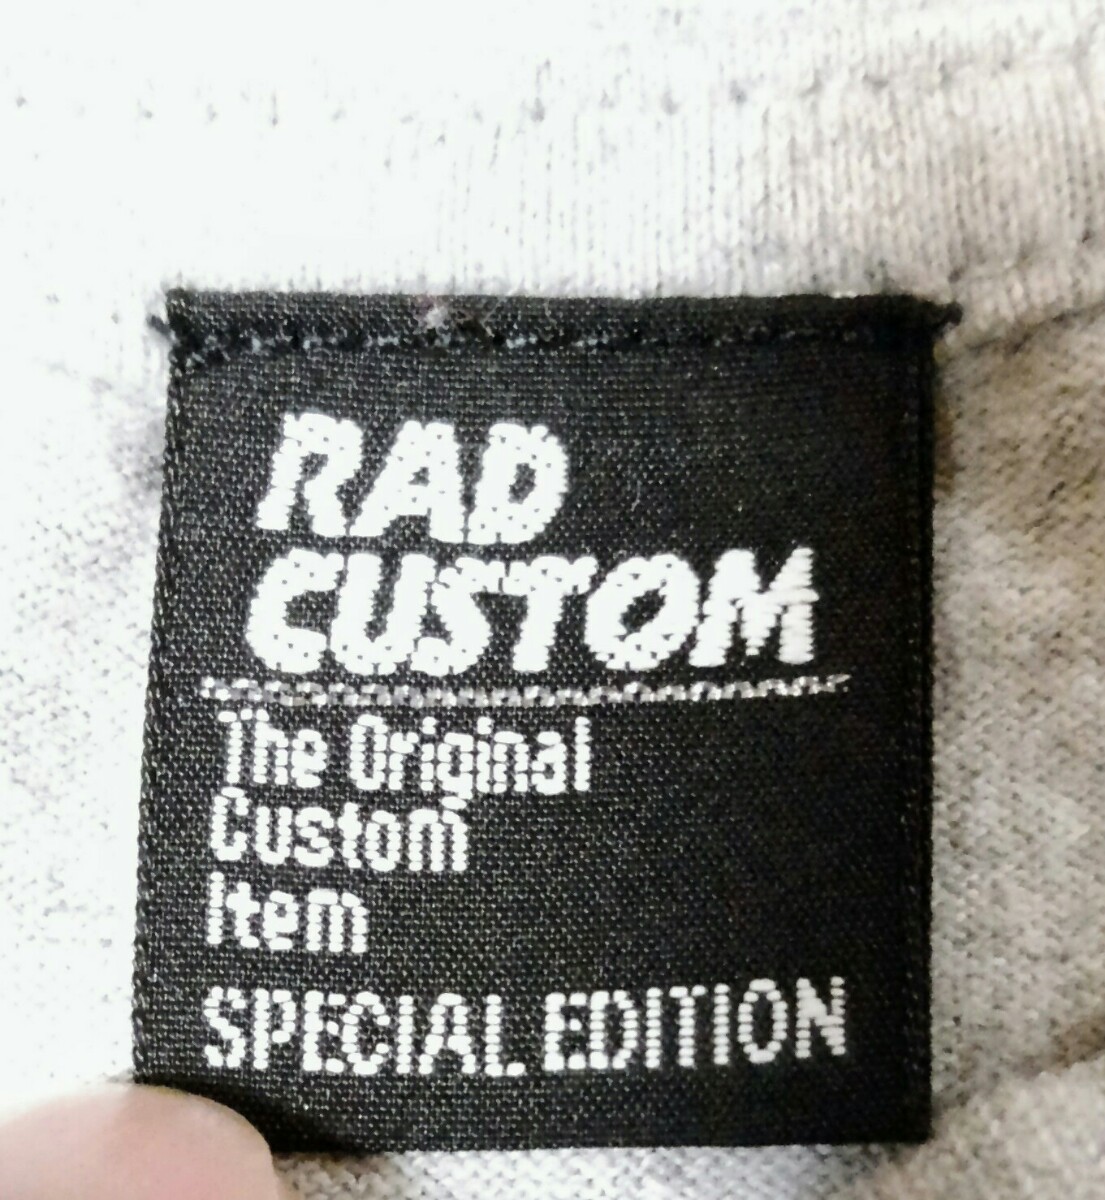 RAD
CUSTOM
The Original
Custom
Item
SPECIAL EDITION